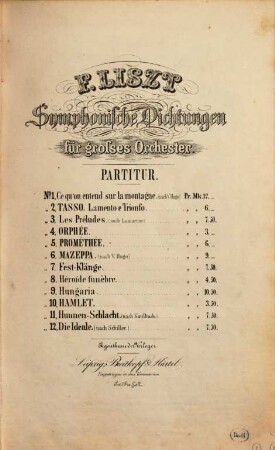 F. LISZT
Symphonische Dichtungen
für großes Orchester.
PARTITUR.
No 1, Ce qu'on entend sur la montagne, (nach V. Hugo) Pr. Mk. 12. _
„ 2, TASSO. Lamento e Trionfo. „ „ 6. _
„ 3, Les Préludes. (nach Lamartine) „ „ 7. 50.
„ 4, ORPHÉE. „ „ 3. _
„ 5, PROMÉTHÉE. „ „ 6. _
„ 6, MAZEPPA. (nach V. Hugo) „ „ 9. _
„ 7, Fest-Klänge. „ „ 7. 50.
„ 8, Héroïde funèbre. „ „ 4. 50.
„ 9, Hungaria. „ „ 10. 50.
„ 10, HAMLET. „ „ 3. 50.
„ 11, Hunnen-Schlacht. (nach Kaulbach) „ „ 7. 50.
„ 12, Die Ideale. (nach Schiller) „ „ 7. 50.
Eigenthum der Verleger.
Leipzig, Breitkopf & Härtel.